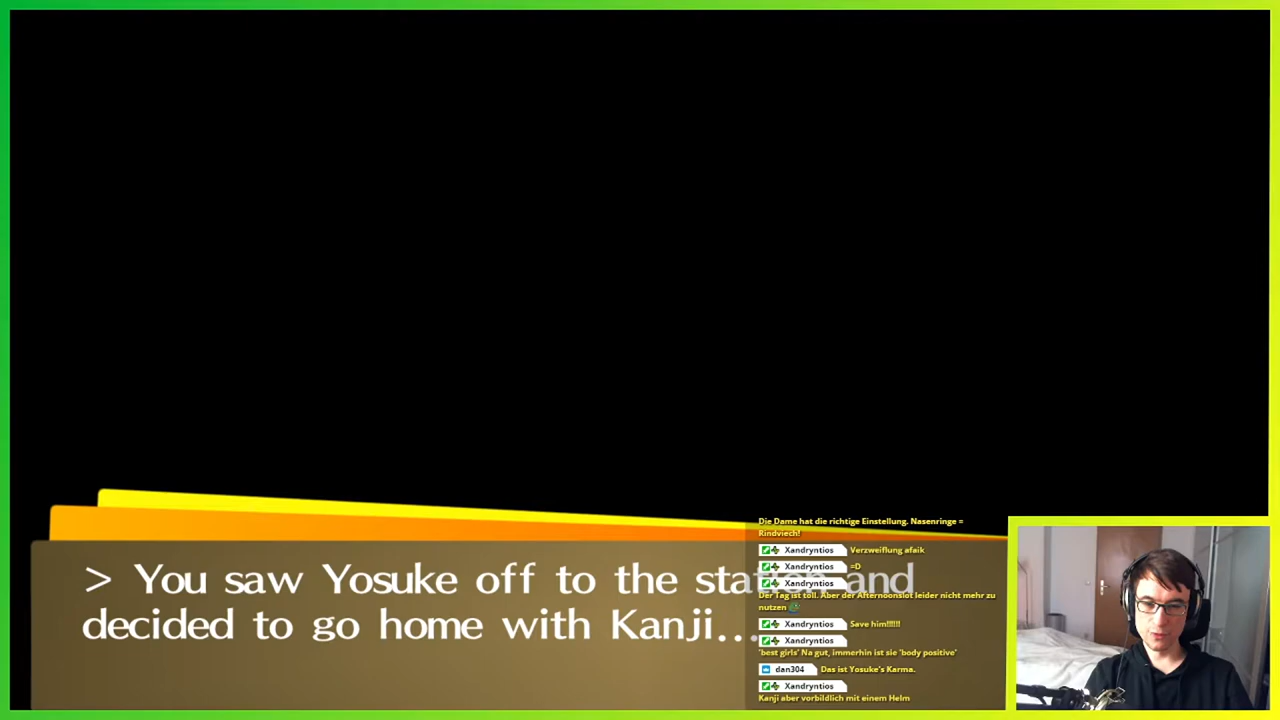 > You saw Yosuke off to the station and
decided to go home with Kanji...
Die Dame hat die richtige Einstellung. Nasenringe =
Rindviech!
Xandryntios Verzweiflung afaik
Xandryntios =D
Xandryntios
Der Tag ist toll. Aber der Afternoonslot leider nicht mehr zu
nutzen
Xandryntios Save him!!!!!!
Xandryntios
'best girls' Na gut, immerhin ist sie 'body positive'
dan304 Das ist Yosuke's Karma.
Xandryntios
Kanji aber vorbildlich mit einem Helm